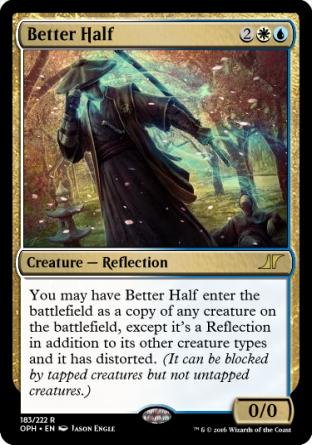 Better Half 2
Creature — Reflection
You may have Better Half enter the
battlefield as a copy of any creature on
the battlefield, except it's a Reflection
in addition to its other creature types
and it has distorted. (It can be blocked
by tapped creatures but not untapped
creatures.)
0/0
183/222 R
OPH • EN Jason Engle
™ & © 2016 Wizards of the Coast